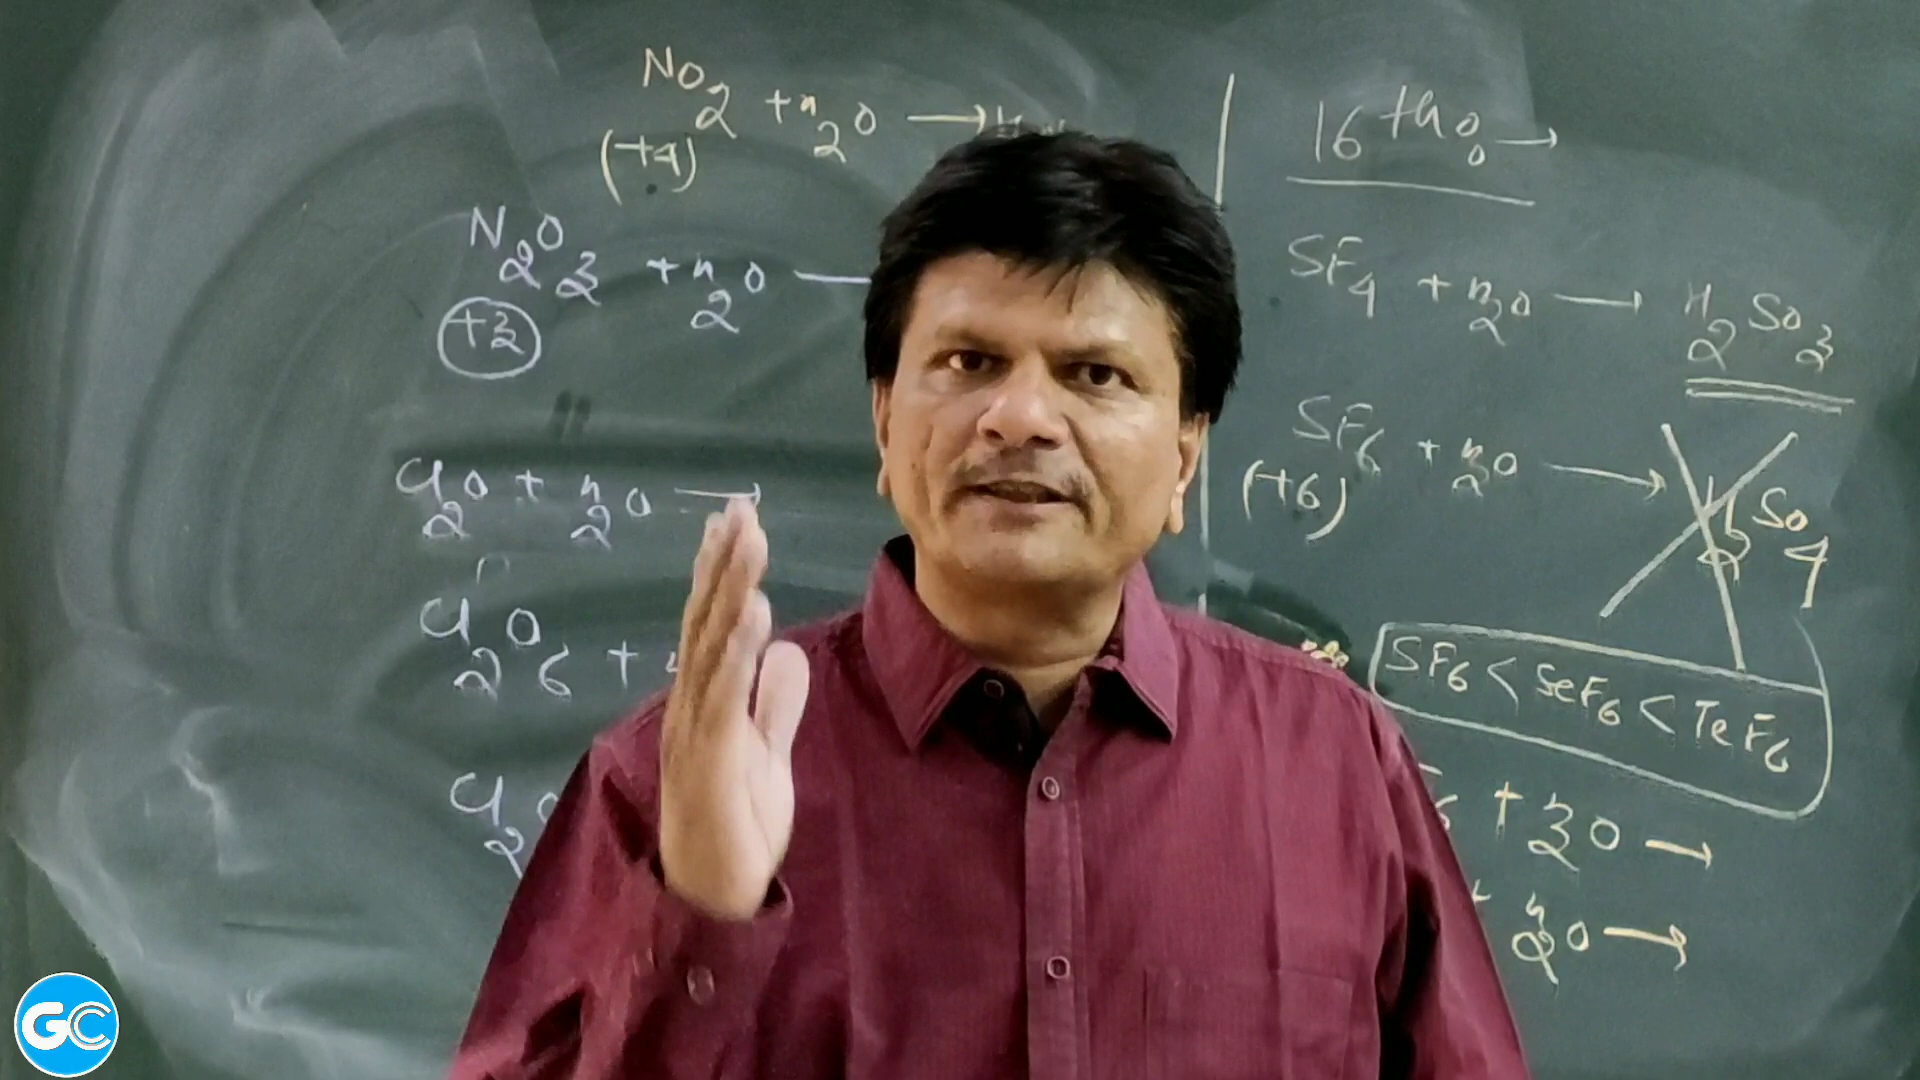 NO2 + H2O →
(+4)
N2O3 + H2O —
+3
Cl2O + H2O →
Cl2O6 +
Cl2O
16th: →
SF4 + H2O → H2SO3
SF6 + H2O → H2SO4
(+6)
SF6 < SeF6 < TeF6
6 + H2O →
+ H2O →
GC